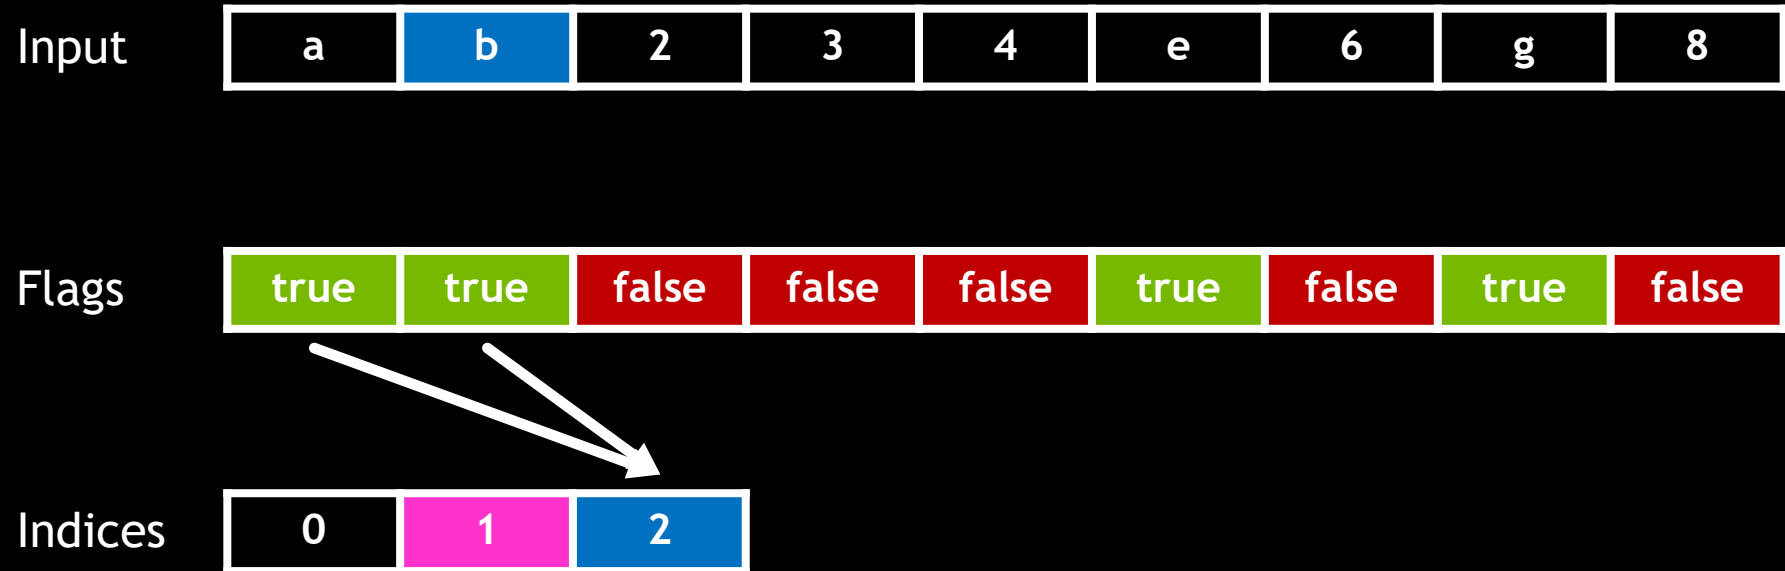 Input a b 2 3 4 e 6 g 8
Flags true true false false false true false true false
Indices 0 1 2